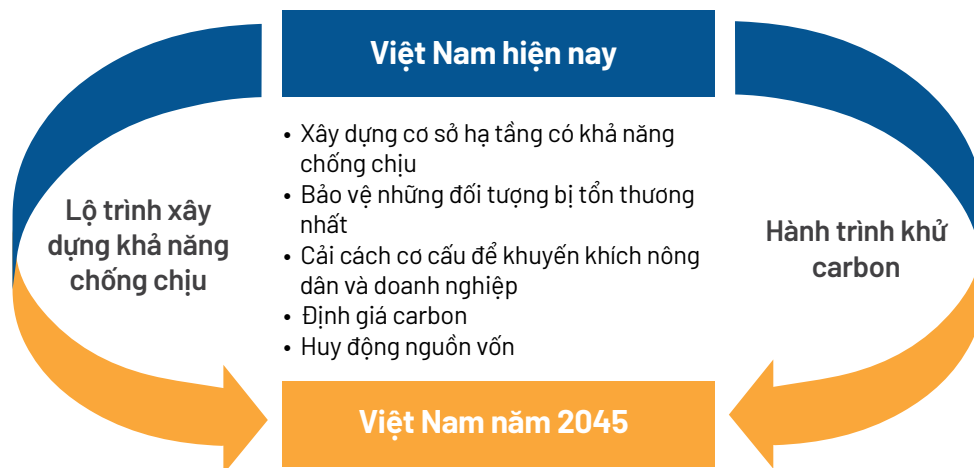 Việt Nam hiện nay
• Xây dựng cơ sở hạ tầng có khả năng
chống chịu
• Bảo vệ những đối tượng bị tổn thương
nhất
• Cải cách cơ cấu để khuyến khích nông
dân và doanh nghiệp
• Định giá carbon
• Huy động nguồn vốn
Lộ trình xây
dựng khả năng
chống chịu
Hành trình khử
carbon
Việt Nam năm 2045